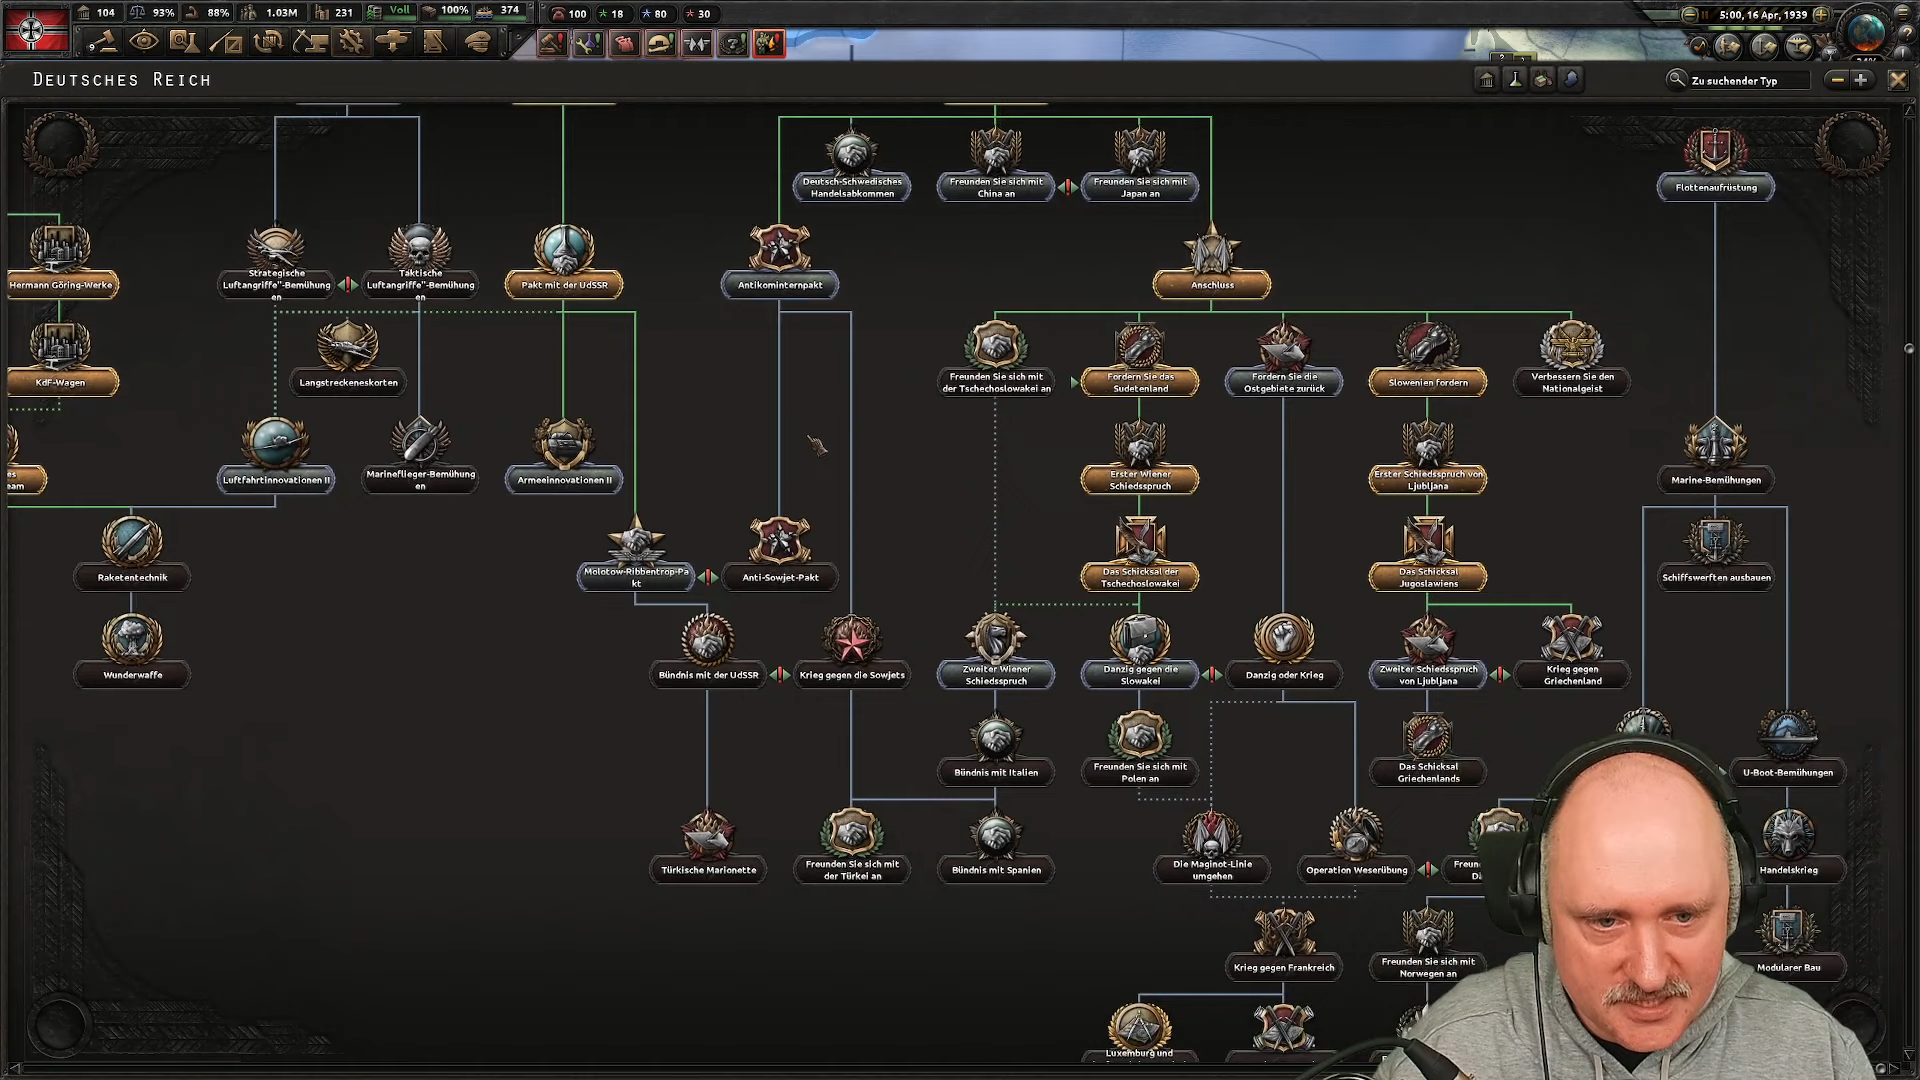 104
93%
88%
1.03M
231
Voll
100%
374
100
18
80
30
5:00, 16 Apr, 1939
9
Deutsches Reich
Zu suchender Typ
Deutsch-Schwedisches
Handelsabkommen
Freunden Sie sich mit
China an
Freunden Sie sich mit
Japan an
Flottenaufrüstung
Hermann Göring-Werke
Strategische
Luftangriffe"-Bemühung
en
Taktische
Luftangriffe"-Bemühung
en
Pakt mit der UdSSR
Antikominternpakt
Anschluss
KdF-Wagen
Langstreckeneskorten
Freunden Sie sich mit
der Tschechoslowakei an
Fordern Sie das
Sudetenland
Fordern Sie die
Ostgebiete zurück
Slowenien fordern
Verbessern Sie den
Nationalgeist
Luftfahrtinnovationen II
Marineflieger-Bemühung
en
Armeeinnovationen II
Erster Wiener
Schiedsspruch
Erster Schiedsspruch von
Ljubljana
Marine-Bemühungen
Raketentechnik
Molotow-Ribbentrop-Pa
kt
Anti-Sowjet-Pakt
Das Schicksal der
Tschechoslowakei
Das Schicksal
Jugoslawiens
Schiffswerften ausbauen
Wunderwaffe
Bündnis mit der UdSSR
Krieg gegen die Sowjets
Zweiter Wiener
Schiedsspruch
Danzig gegen die
Slowakei
Danzig oder Krieg
Zweiter Schiedsspruch
von Ljubljana
Krieg gegen
Griechenland
Bündnis mit Italien
Freunden Sie sich mit
Polen an
Das Schicksal
Griechenlands
U-Boot-Bemühungen
Türkische Marionette
Freunden Sie sich mit
der Türkei an
Bündnis mit Spanien
Die Maginot-Linie
umgehen
Operation Weserübung
Handelskrieg
Krieg gegen Frankreich
Freunden Sie sich mit
Norwegen an
Modularer Bau
Luxemburg und